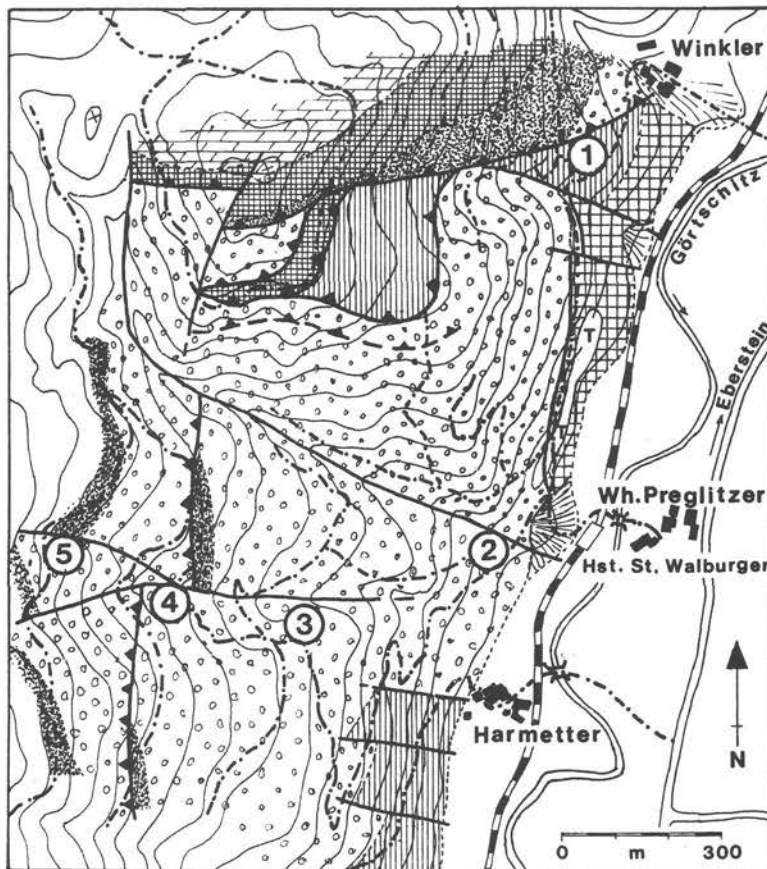 Winkler
1
Görtschitz
T
Eberstein
T
Wh. Preglitzer
2
Hst. St. Walburgen
5
4
3
Harmetter
N
0 m 300